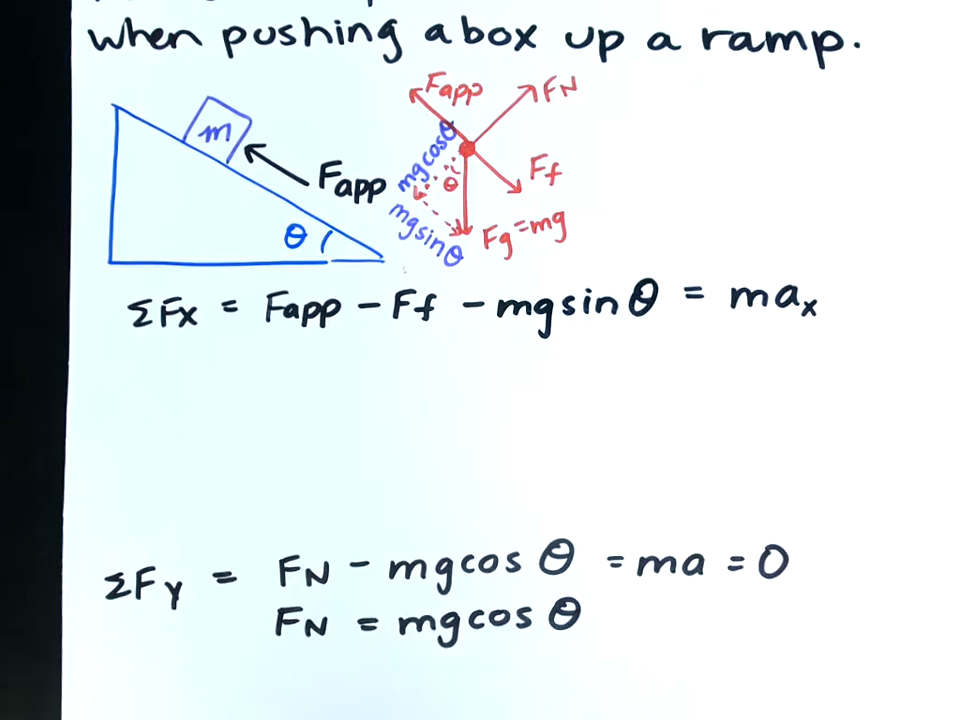 when pushing a box up a ramp.
m
Fapp
θ
Fapp
FN
mgcosθ
θ
Ff
mgsinθ
Fg=mg
ΣFx = Fapp - Ff - mgsinθ = max
ΣFy = FN - mgcosθ = ma = 0
FN = mgcosθ